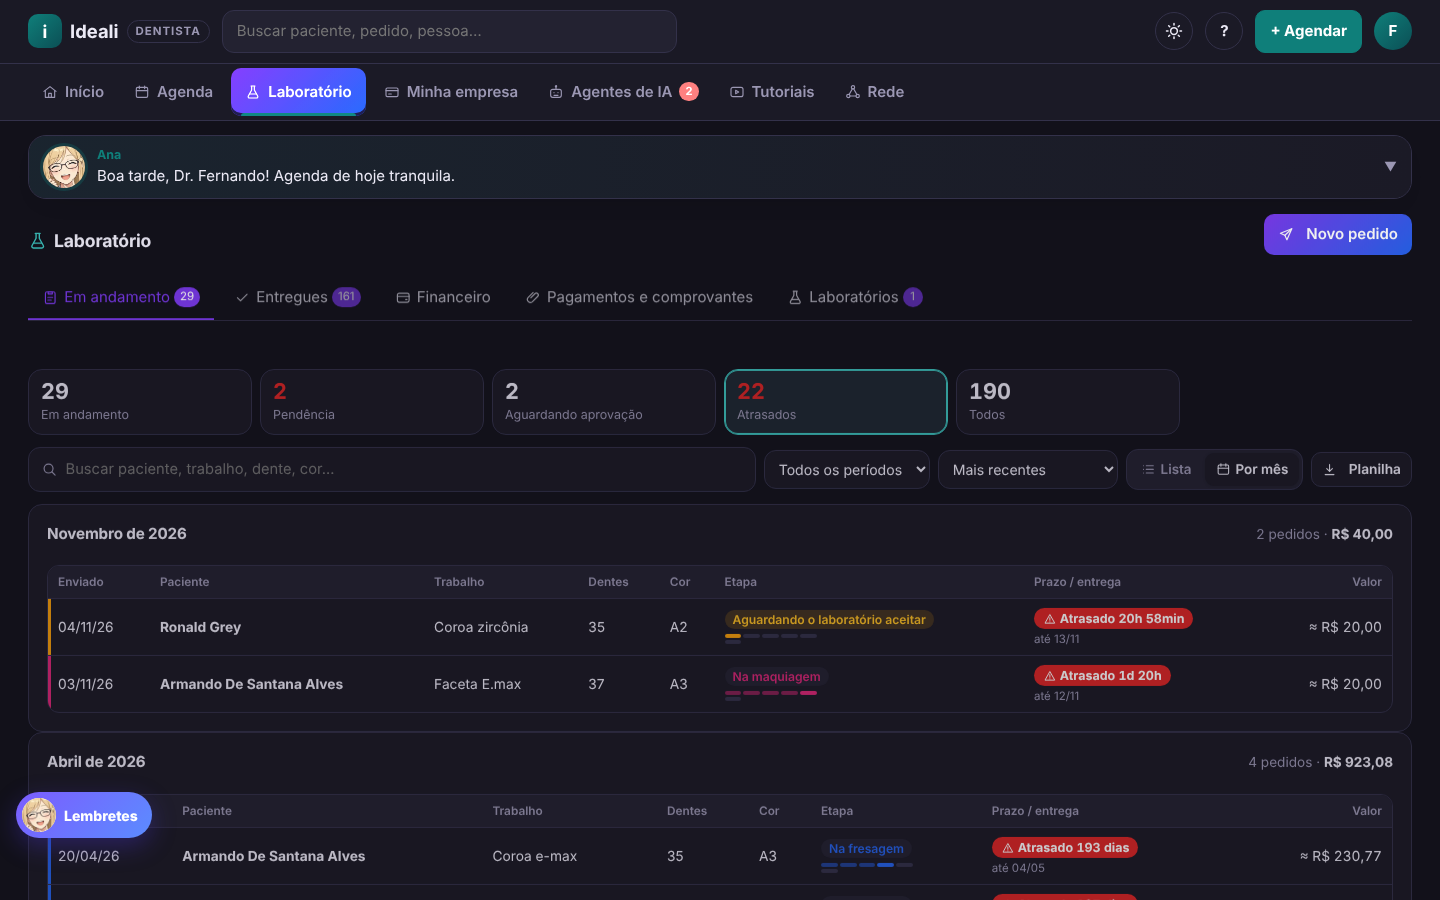 i Ideali DENTISTA Buscar paciente, pedido, pessoa... ? + Agendar F
Início Agenda Laboratório Minha empresa Agentes de IA 2 Tutoriais Rede
Ana
Boa tarde, Dr. Fernando! Agenda de hoje tranquila.
Laboratório Novo pedido
Em andamento 29 Entregues 161 Financeiro Pagamentos e comprovantes Laboratórios 1
29 2 2 22 190
Em andamento Pendência Aguardando aprovação Atrasados Todos
Buscar paciente, trabalho, dente, cor... Todos os períodos Mais recentes Lista Por mês Planilha
Novembro de 2026 2 pedidos · R$ 40,00
Enviado Paciente Trabalho Dentes Cor Etapa Prazo / entrega Valor
04/11/26 Ronald Grey Coroa zircônia 35 A2 Aguardando o laboratório aceitar Atrasado 20h 58min ≈ R$ 20,00
até 13/11
03/11/26 Armando De Santana Alves Faceta E.max 37 A3 Na maquiagem Atrasado 1d 20h ≈ R$ 20,00
até 12/11
Abril de 2026 4 pedidos · R$ 923,08
Paciente Trabalho Dentes Cor Etapa Prazo / entrega Valor
Lembretes
20/04/26 Armando De Santana Alves Coroa e-max 35 A3 Na fresagem Atrasado 193 dias ≈ R$ 230,77
até 04/05